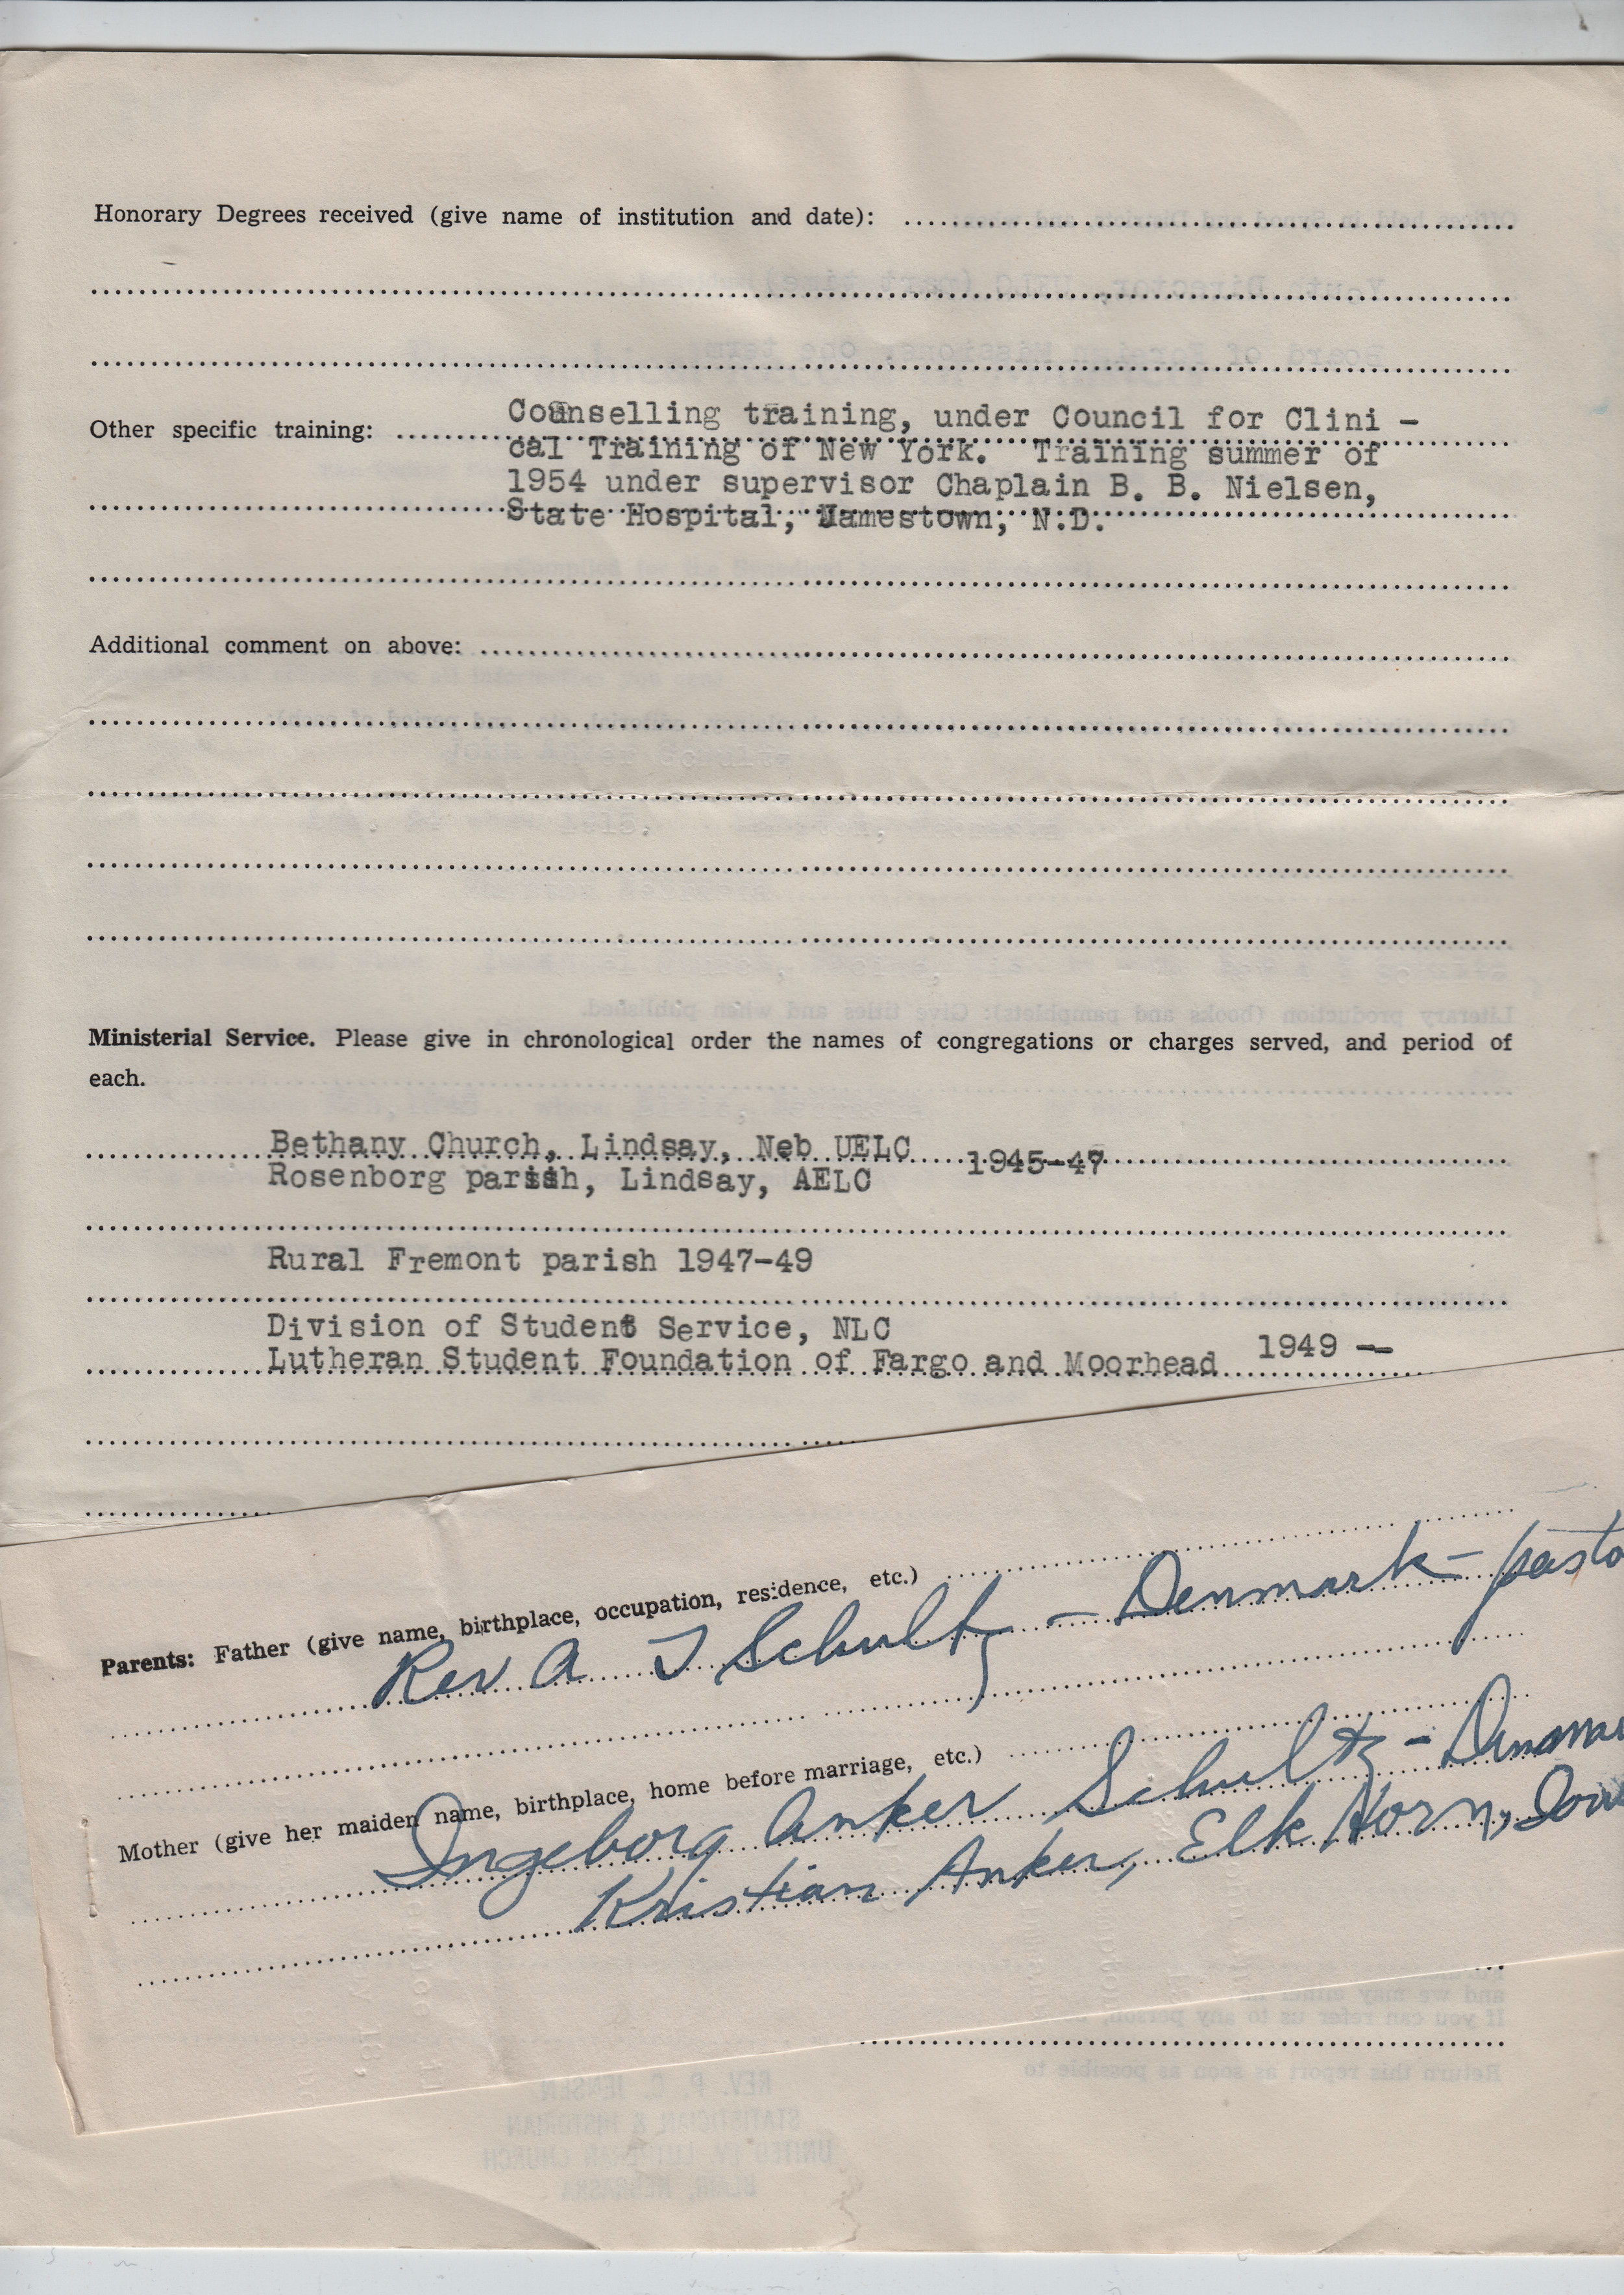 Honorary Degrees received (give name of institution and date):
Other specific training: Counselling training, under Council for Clini -
cal Training of New York. Training summer of
1954 under supervisor Chaplain B. B. Nielsen,
State Hospital, Jamestown, N.D.
Additional comment on above:
Ministerial Service. Please give in chronological order the names of congregations or charges served, and period of
each.
Bethany Church, Lindsay, Neb UELC 1945-47
Rosenborg parish, Lindsay, AELC
Rural Fremont parish 1947-49
Division of Student Service, NLC
Lutheran Student Foundation of Fargo and Moorhead 1949 —
Parents: Father (give name, birthplace, occupation, residence, etc.)
Rev A J Schultz - Denmark - pasto
Mother (give her maiden name, birthplace, home before marriage, etc.)
Ingeborg Anker Schultz - Denmar
Kristian Anker, Elk Horn, Iow